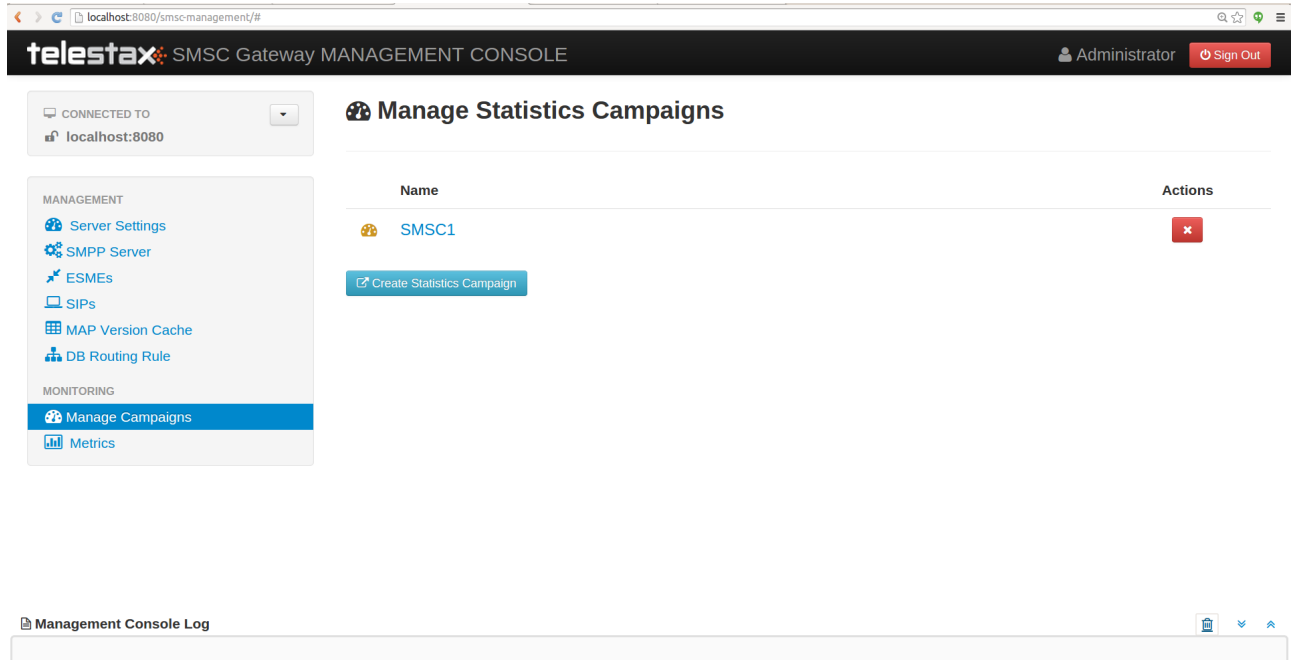 localhost:8080/smsc-management/#
telestax SMSC Gateway MANAGEMENT CONSOLE
Administrator
Sign Out
CONNECTED TO
localhost:8080
Manage Statistics Campaigns
MANAGEMENT
Server Settings
SMPP Server
ESMEs
SIPs
MAP Version Cache
DB Routing Rule
MONITORING
Manage Campaigns
Metrics
Name Actions
SMSC1
Create Statistics Campaign
Management Console Log